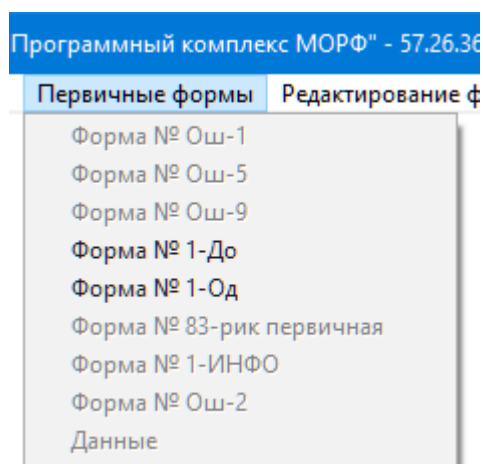 Программный комплекс МОРФ" - 57.26.36
Первичные формы Редактирование ф
Форма № Ош-1
Форма № Ош-5
Форма № Ош-9
Форма № 1-До
Форма № 1-Од
Форма № 83-рик первичная
Форма № 1-ИНФО
Форма № Ош-2
Данные